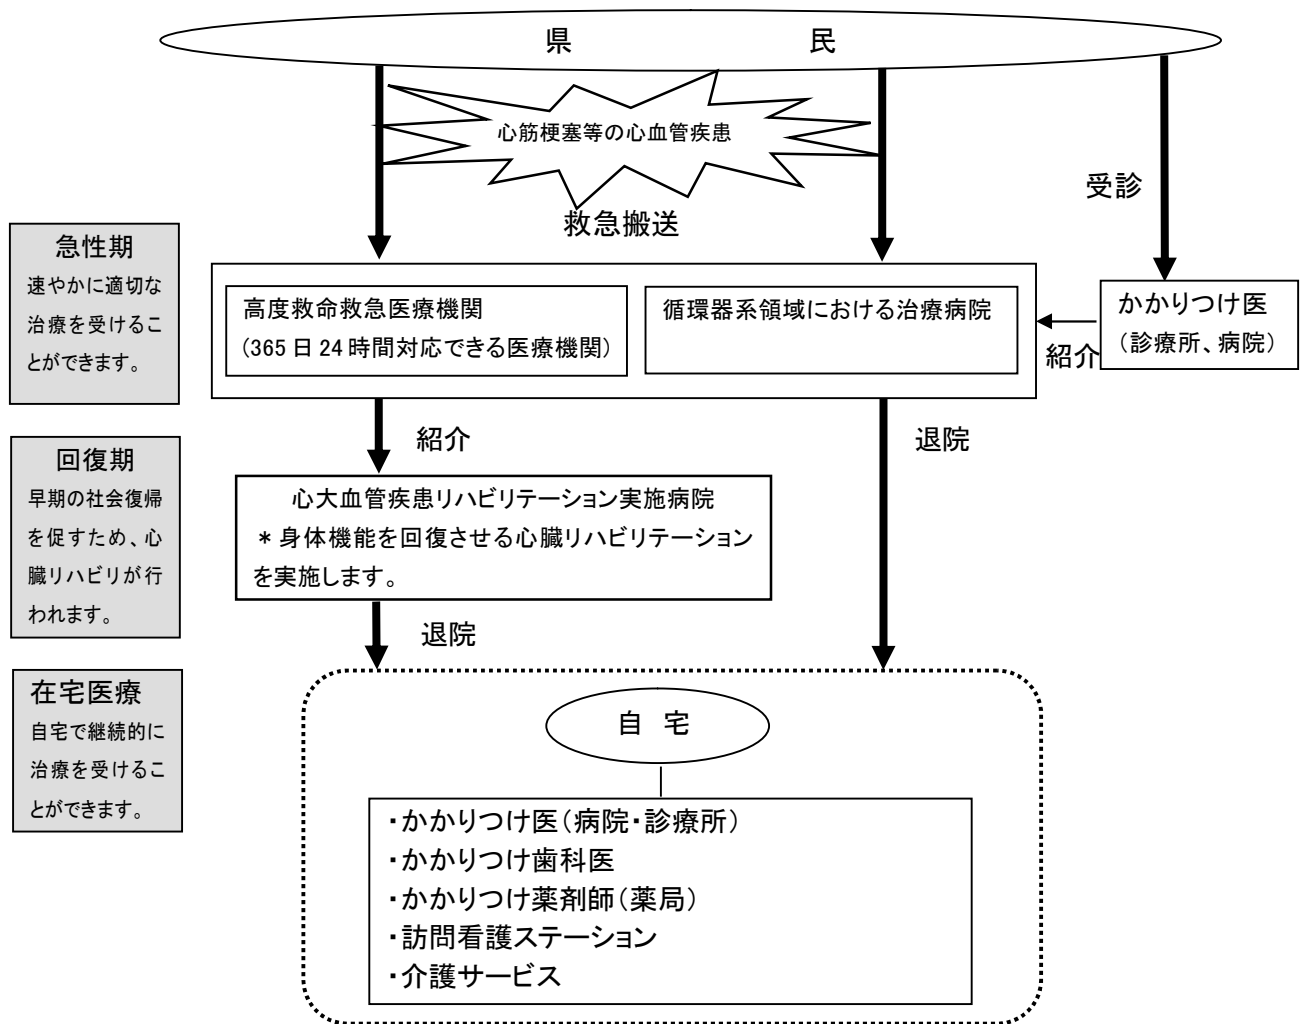 県 民
心筋梗塞等の心血管疾患
救急搬送
受診
急性期
速やかに適切な
治療を受けるこ
とができます。
高度救命救急医療機関
(365日24時間対応できる医療機関)
循環器系領域における治療病院
かかりつけ医
(診療所、病院)
紹介
紹介
退院
回復期
早期の社会復帰
を促すため、心
臓リハビリが行
われます。
心大血管疾患リハビリテーション実施病院
*身体機能を回復させる心臓リハビリテーション
を実施します。
退院
在宅医療
自宅で継続的に
治療を受けるこ
とができます。
自 宅
・かかりつけ医(病院・診療所)
・かかりつけ歯科医
・かかりつけ薬剤師(薬局)
・訪問看護ステーション
・介護サービス